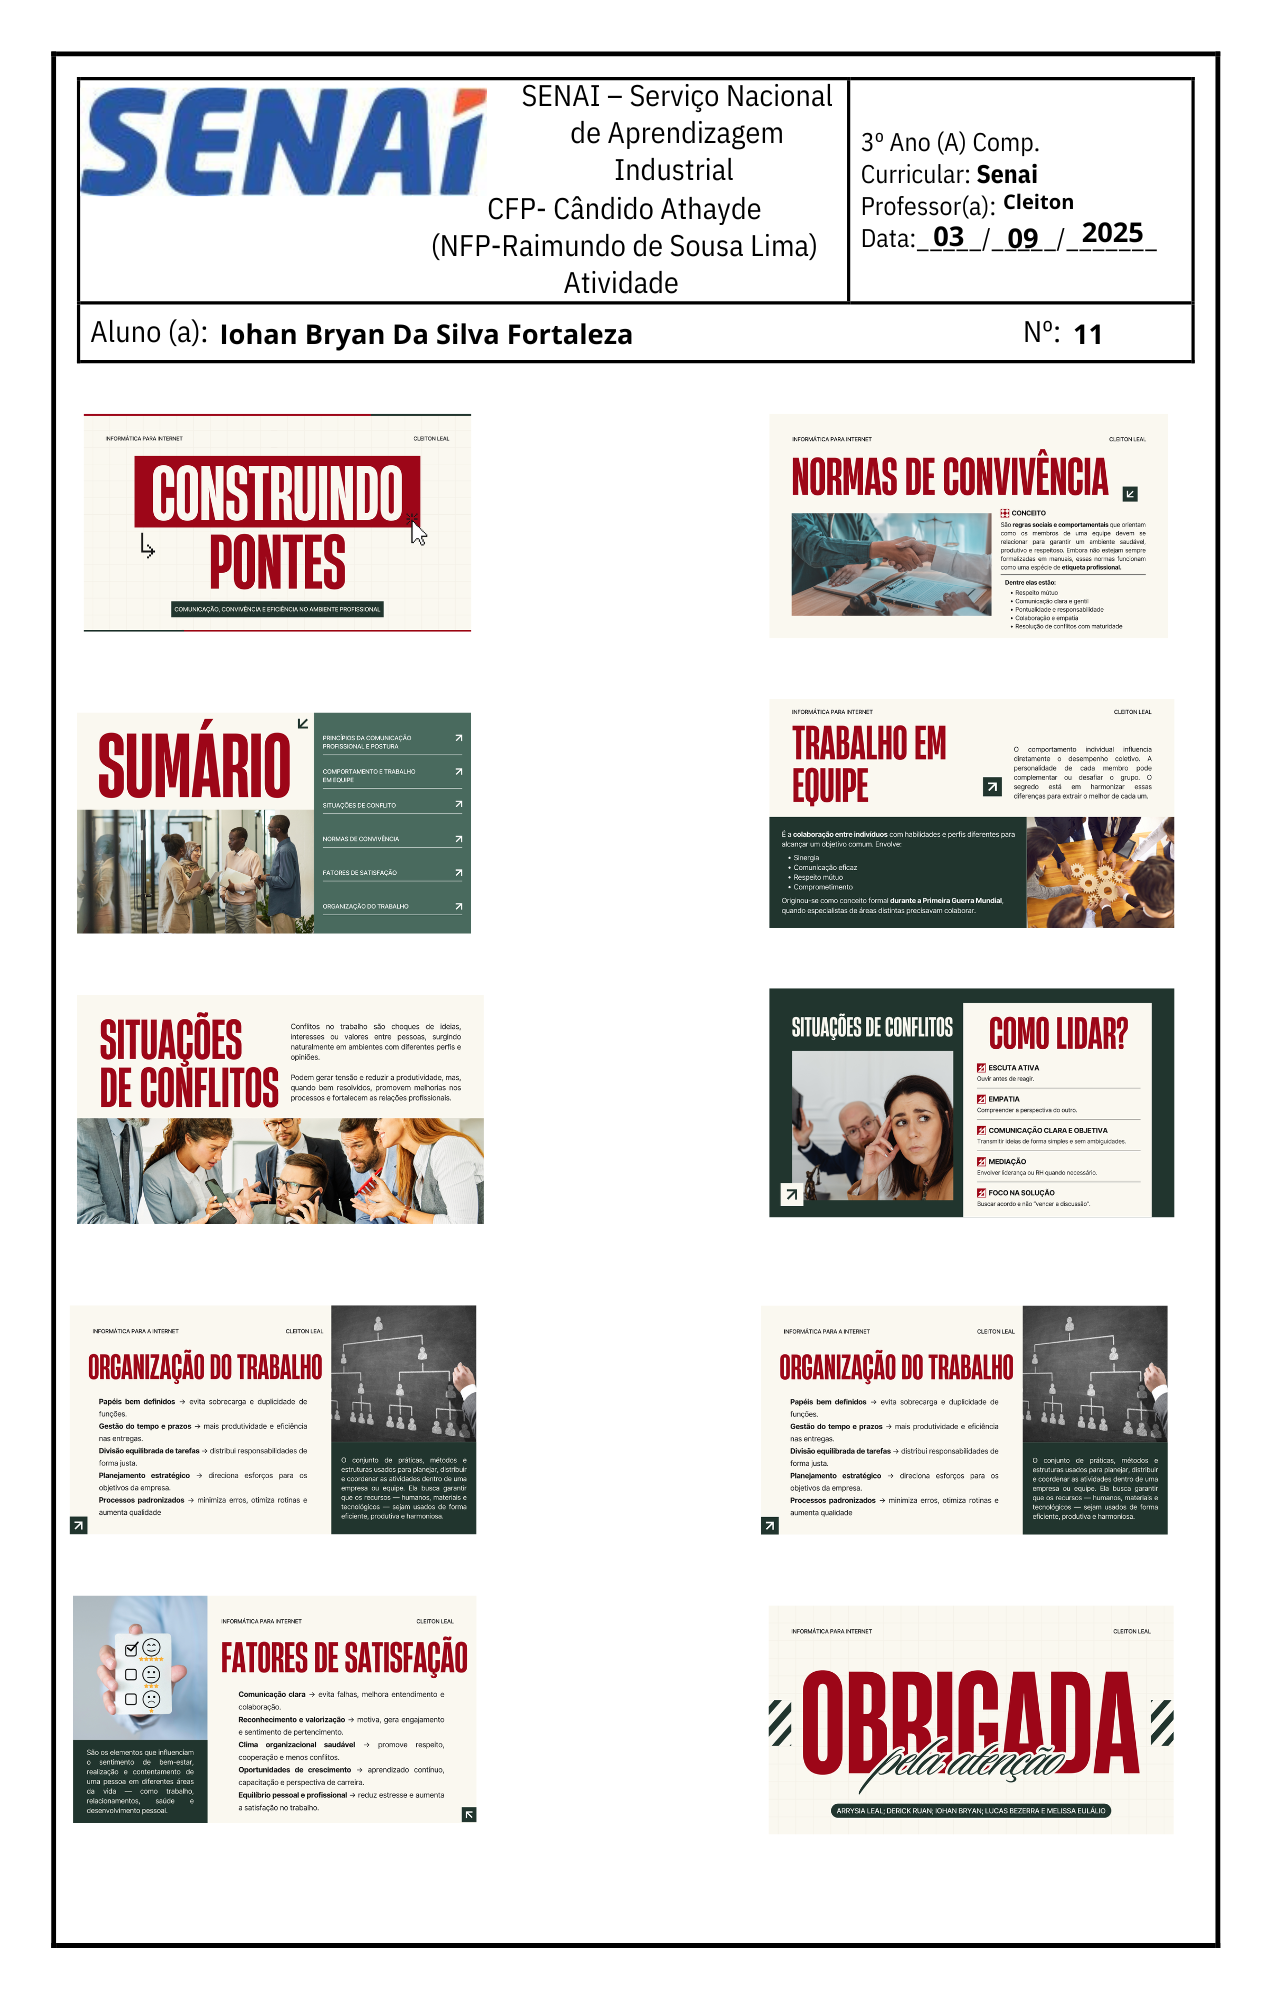 SENAI
SENAI – Serviço Nacional
de Aprendizagem
Industrial
CFP- Cândido Athayde
(NFP-Raimundo de Sousa Lima)
Atividade
3º Ano (A) Comp.
Curricular: Senai
Professor(a): Cleiton
Data:_03_/_09_/_2025_
Aluno (a): Iohan Bryan Da Silva Fortaleza
Nº: 11
INFORMÁTICA PARA INTERNET
CLEITON LEAL
CONSTRUINDO
PONTES
COMUNICAÇÃO, CONVIVÊNCIA E EFICIÊNCIA NO AMBIENTE PROFISSIONAL
INFORMÁTICA PARA INTERNET
CLEITON LEAL
NORMAS DE CONVIVÊNCIA
CONCEITO
São regras sociais e comportamentais que orientam
como os membros de uma equipe devem se
relacionar para garantir um ambiente saudável,
produtivo e respeitoso. Embora não estejam sempre
formalizadas em manuais, essas normas funcionam
como uma espécie de etiqueta profissional.
Dentre elas estão:
• Respeito mútuo
• Comunicação clara e gentil
• Pontualidade e responsabilidade
• Colaboração e empatia
• Resolução de conflitos com maturidade
SUMÁRIO
PRINCÍPIOS DA COMUNICAÇÃO
PROFISSIONAL E POSTURA
COMPORTAMENTO E TRABALHO
EM EQUIPE
SITUAÇÕES DE CONFLITO
NORMAS DE CONVIVÊNCIA
FATORES DE SATISFAÇÃO
ORGANIZAÇÃO DO TRABALHO
INFORMÁTICA PARA INTERNET
CLEITON LEAL
TRABALHO EM
EQUIPE
O comportamento individual influencia
diretamente o desempenho coletivo. A
personalidade de cada membro pode
complementar ou desafiar o grupo. O
segredo está em harmonizar essas
diferenças para extrair o melhor de cada um.
É a colaboração entre indivíduos com habilidades e perfis diferentes para
alcançar um objetivo comum. Envolve:
• Sinergia
• Comunicação eficaz
• Respeito mútuo
• Comprometimento
Originou-se como conceito formal durante a Primeira Guerra Mundial,
quando especialistas de áreas distintas precisavam colaborar.
SITUAÇÕES
DE CONFLITOS
Conflitos no trabalho são choques de ideias,
interesses ou valores entre pessoas, surgindo
naturalmente em ambientes com diferentes perfis e
opiniões.
Podem gerar tensão e reduzir a produtividade, mas,
quando bem resolvidos, promovem melhorias nos
processos e fortalecem as relações profissionais.
SITUAÇÕES DE CONFLITOS
COMO LIDAR?
ESCUTA ATIVA
Ouvir antes de reagir.
EMPATIA
Compreender a perspectiva do outro.
COMUNICAÇÃO CLARA E OBJETIVA
Transmitir ideias de forma simples e sem ambiguidades.
MEDIAÇÃO
Envolver liderança ou RH quando necessário.
FOCO NA SOLUÇÃO
Buscar acordo e não "vencer a discussão".
INFORMÁTICA PARA A INTERNET
CLEITON LEAL
ORGANIZAÇÃO DO TRABALHO
Papéis bem definidos → evita sobrecarga e duplicidade de
funções.
Gestão do tempo e prazos → mais produtividade e eficiência
nas entregas.
Divisão equilibrada de tarefas → distribui responsabilidades de
forma justa.
Planejamento estratégico → direciona esforços para os
objetivos da empresa.
Processos padronizados → minimiza erros, otimiza rotinas e
aumenta qualidade
O conjunto de práticas, métodos e
estruturas usados para planejar, distribuir
e coordenar as atividades dentro de uma
empresa ou equipe. Ela busca garantir
que os recursos — humanos, materiais e
tecnológicos — sejam usados de forma
eficiente, produtiva e harmoniosa.
INFORMÁTICA PARA A INTERNET
CLEITON LEAL
ORGANIZAÇÃO DO TRABALHO
Papéis bem definidos → evita sobrecarga e duplicidade de
funções.
Gestão do tempo e prazos → mais produtividade e eficiência
nas entregas.
Divisão equilibrada de tarefas → distribui responsabilidades de
forma justa.
Planejamento estratégico → direciona esforços para os
objetivos da empresa.
Processos padronizados → minimiza erros, otimiza rotinas e
aumenta qualidade
O conjunto de práticas, métodos e
estruturas usados para planejar, distribuir
e coordenar as atividades dentro de uma
empresa ou equipe. Ela busca garantir
que os recursos — humanos, materiais e
tecnológicos — sejam usados de forma
eficiente, produtiva e harmoniosa.
São os elementos que influenciam
o sentimento de bem-estar,
realização e contentamento de
uma pessoa em diferentes áreas
da vida — como trabalho,
relacionamentos, saúde e
desenvolvimento pessoal.
INFORMÁTICA PARA INTERNET
CLEITON LEAL
FATORES DE SATISFAÇÃO
Comunicação clara → evita falhas, melhora entendimento e
colaboração.
Reconhecimento e valorização → motiva, gera engajamento
e sentimento de pertencimento.
Clima organizacional saudável → promove respeito,
cooperação e menos conflitos.
Oportunidades de crescimento → aprendizado contínuo,
capacitação e perspectiva de carreira.
Equilíbrio pessoal e profissional → reduz estresse e aumenta
a satisfação no trabalho.
INFORMÁTICA PARA INTERNET
CLEITON LEAL
OBRIGADA
pela atenção
ARRYSIA LEAL; DERICK RUAN; IOHAN BRYAN; LUCAS BEZERRA E MELISSA EULÁLIO